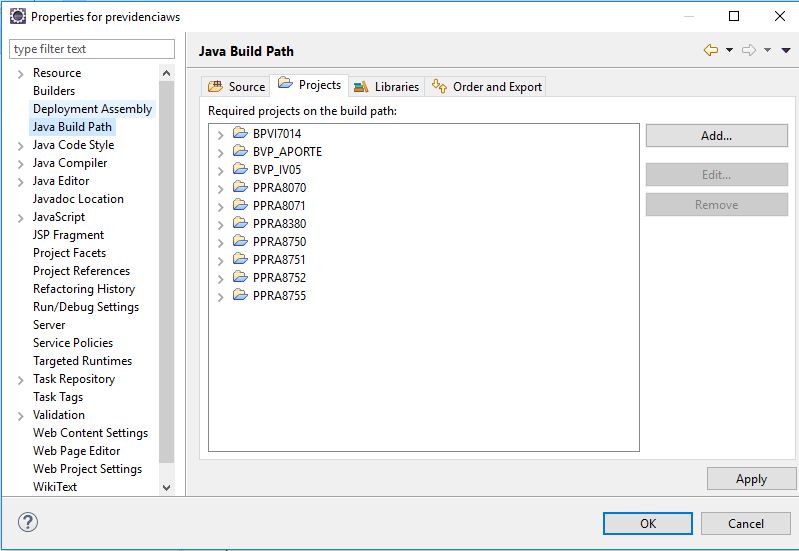 Properties for previdenciaws
type filter text
Resource
Builders
Deployment Assembly
Java Build Path
Java Code Style
Java Compiler
Java Editor
Javadoc Location
JavaScript
JSP Fragment
Project Facets
Project References
Refactoring History
Run/Debug Settings
Server
Service Policies
Targeted Runtimes
Task Repository
Task Tags
Validation
Web Content Settings
Web Page Editor
Web Project Settings
WikiText
Java Build Path
Source Projects Libraries Order and Export
Required projects on the build path:
BPVI7014
BVP_APORTE
BVP_IV05
PPRA8070
PPRA8071
PPRA8380
PPRA8750
PPRA8751
PPRA8752
PPRA8755
Add...
Edit...
Remove
Apply
?
OK Cancel